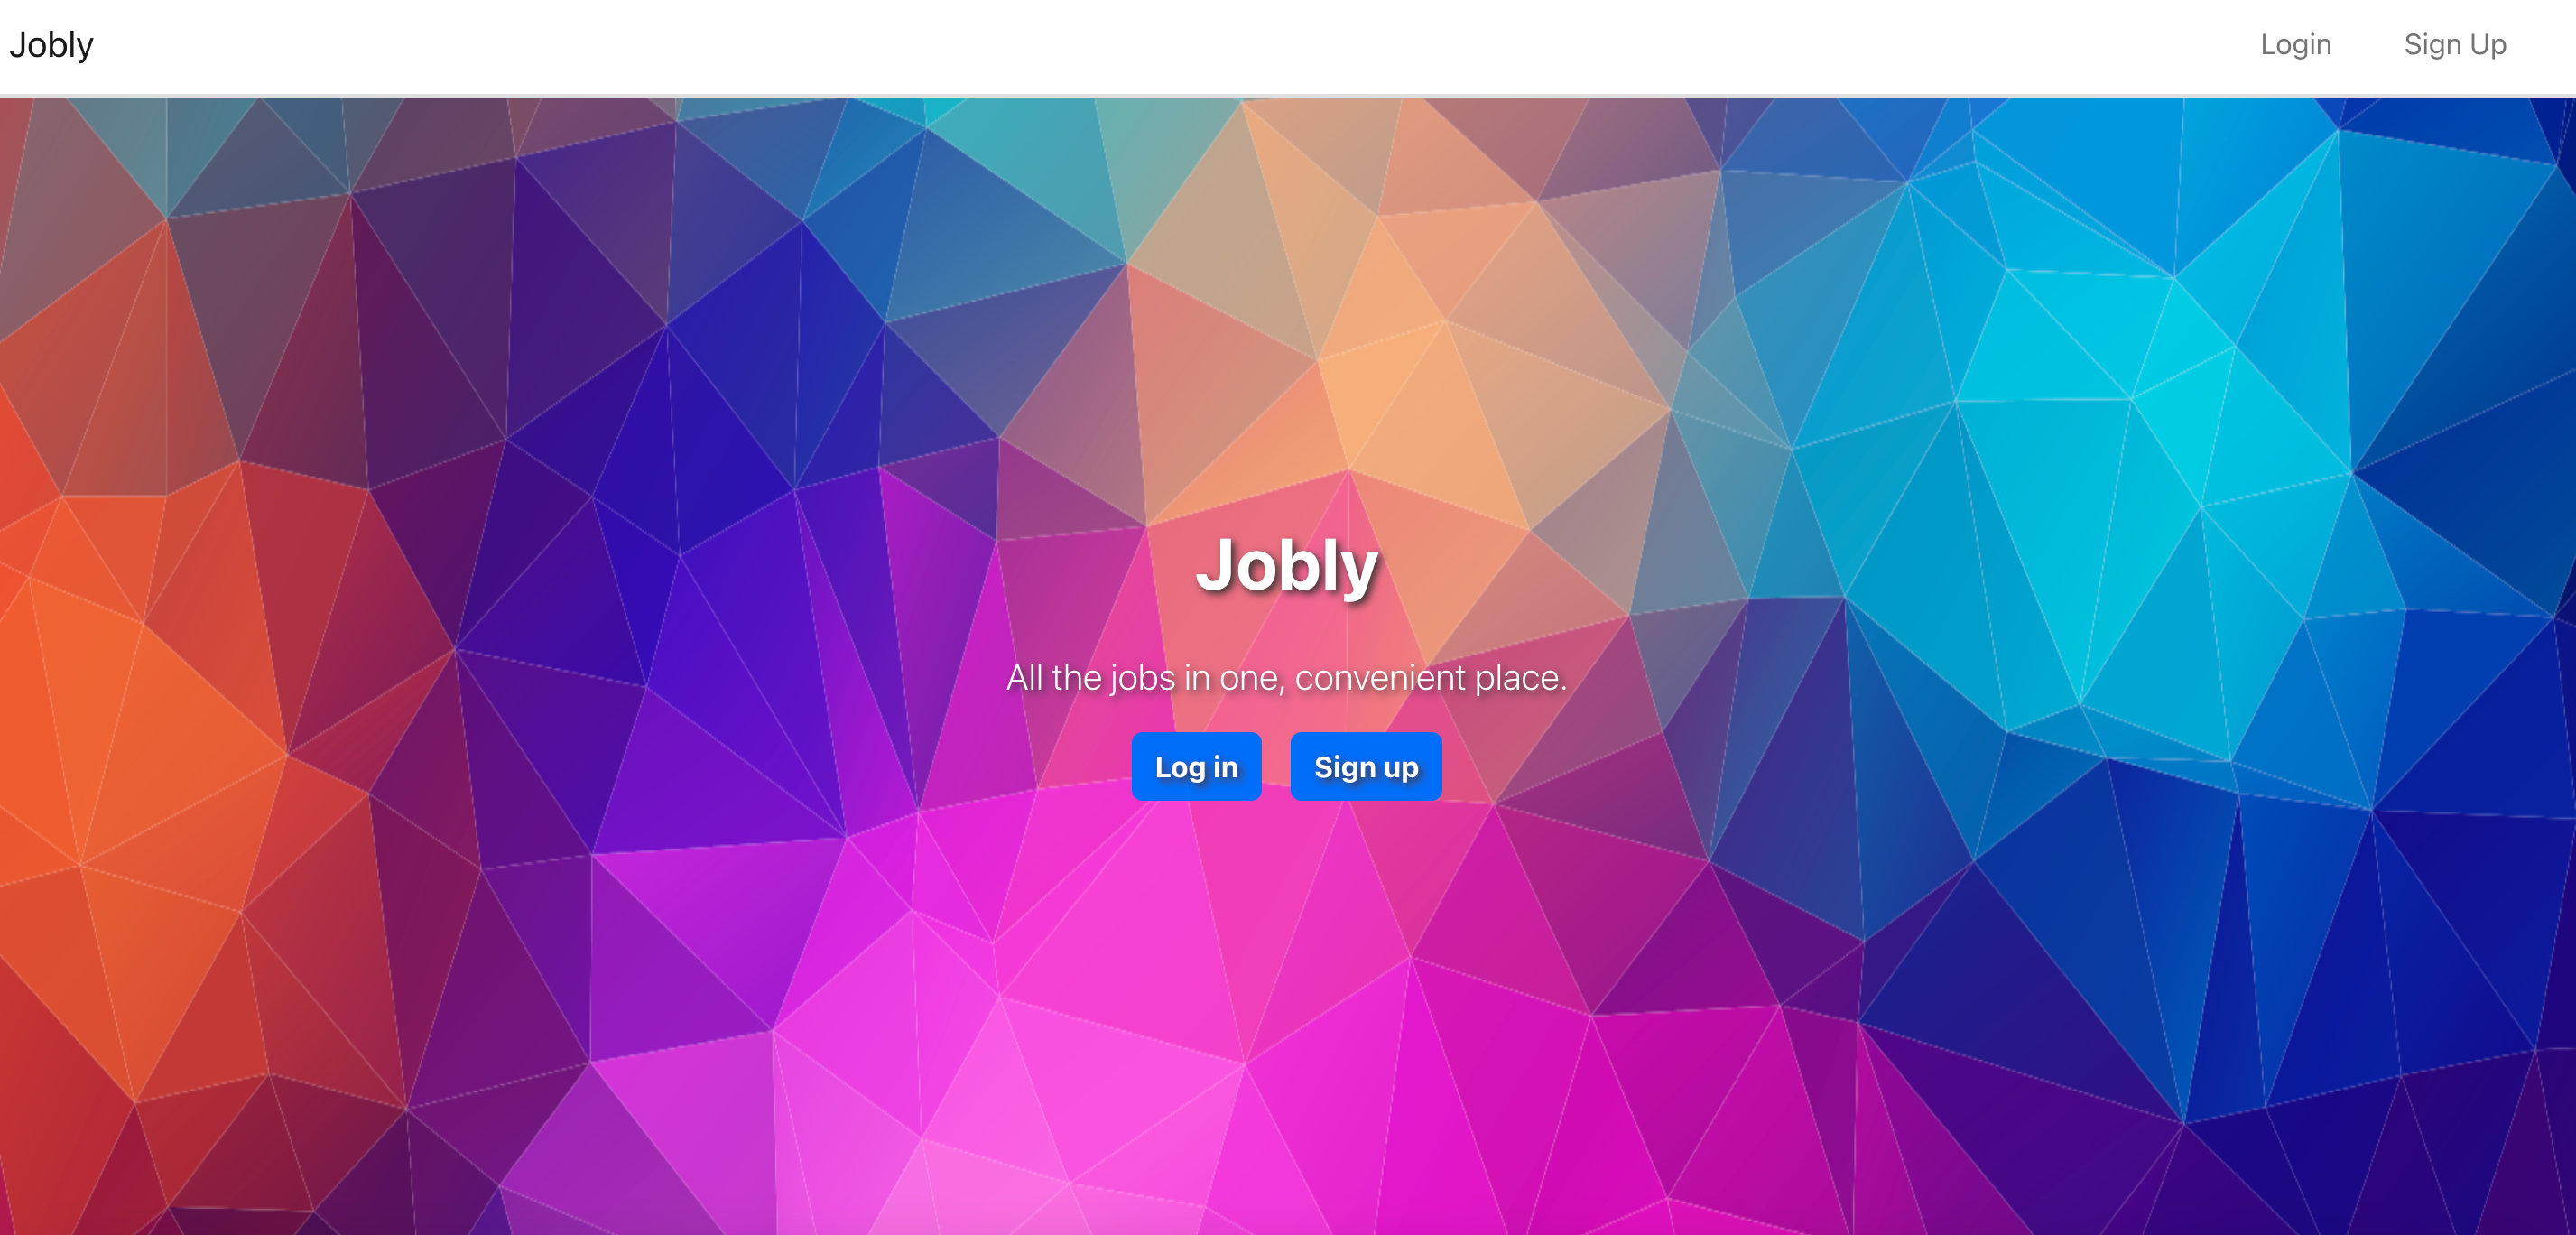 Jobly
Login
Sign Up
Jobly
All the jobs in one, convenient place.
Log in
Sign up